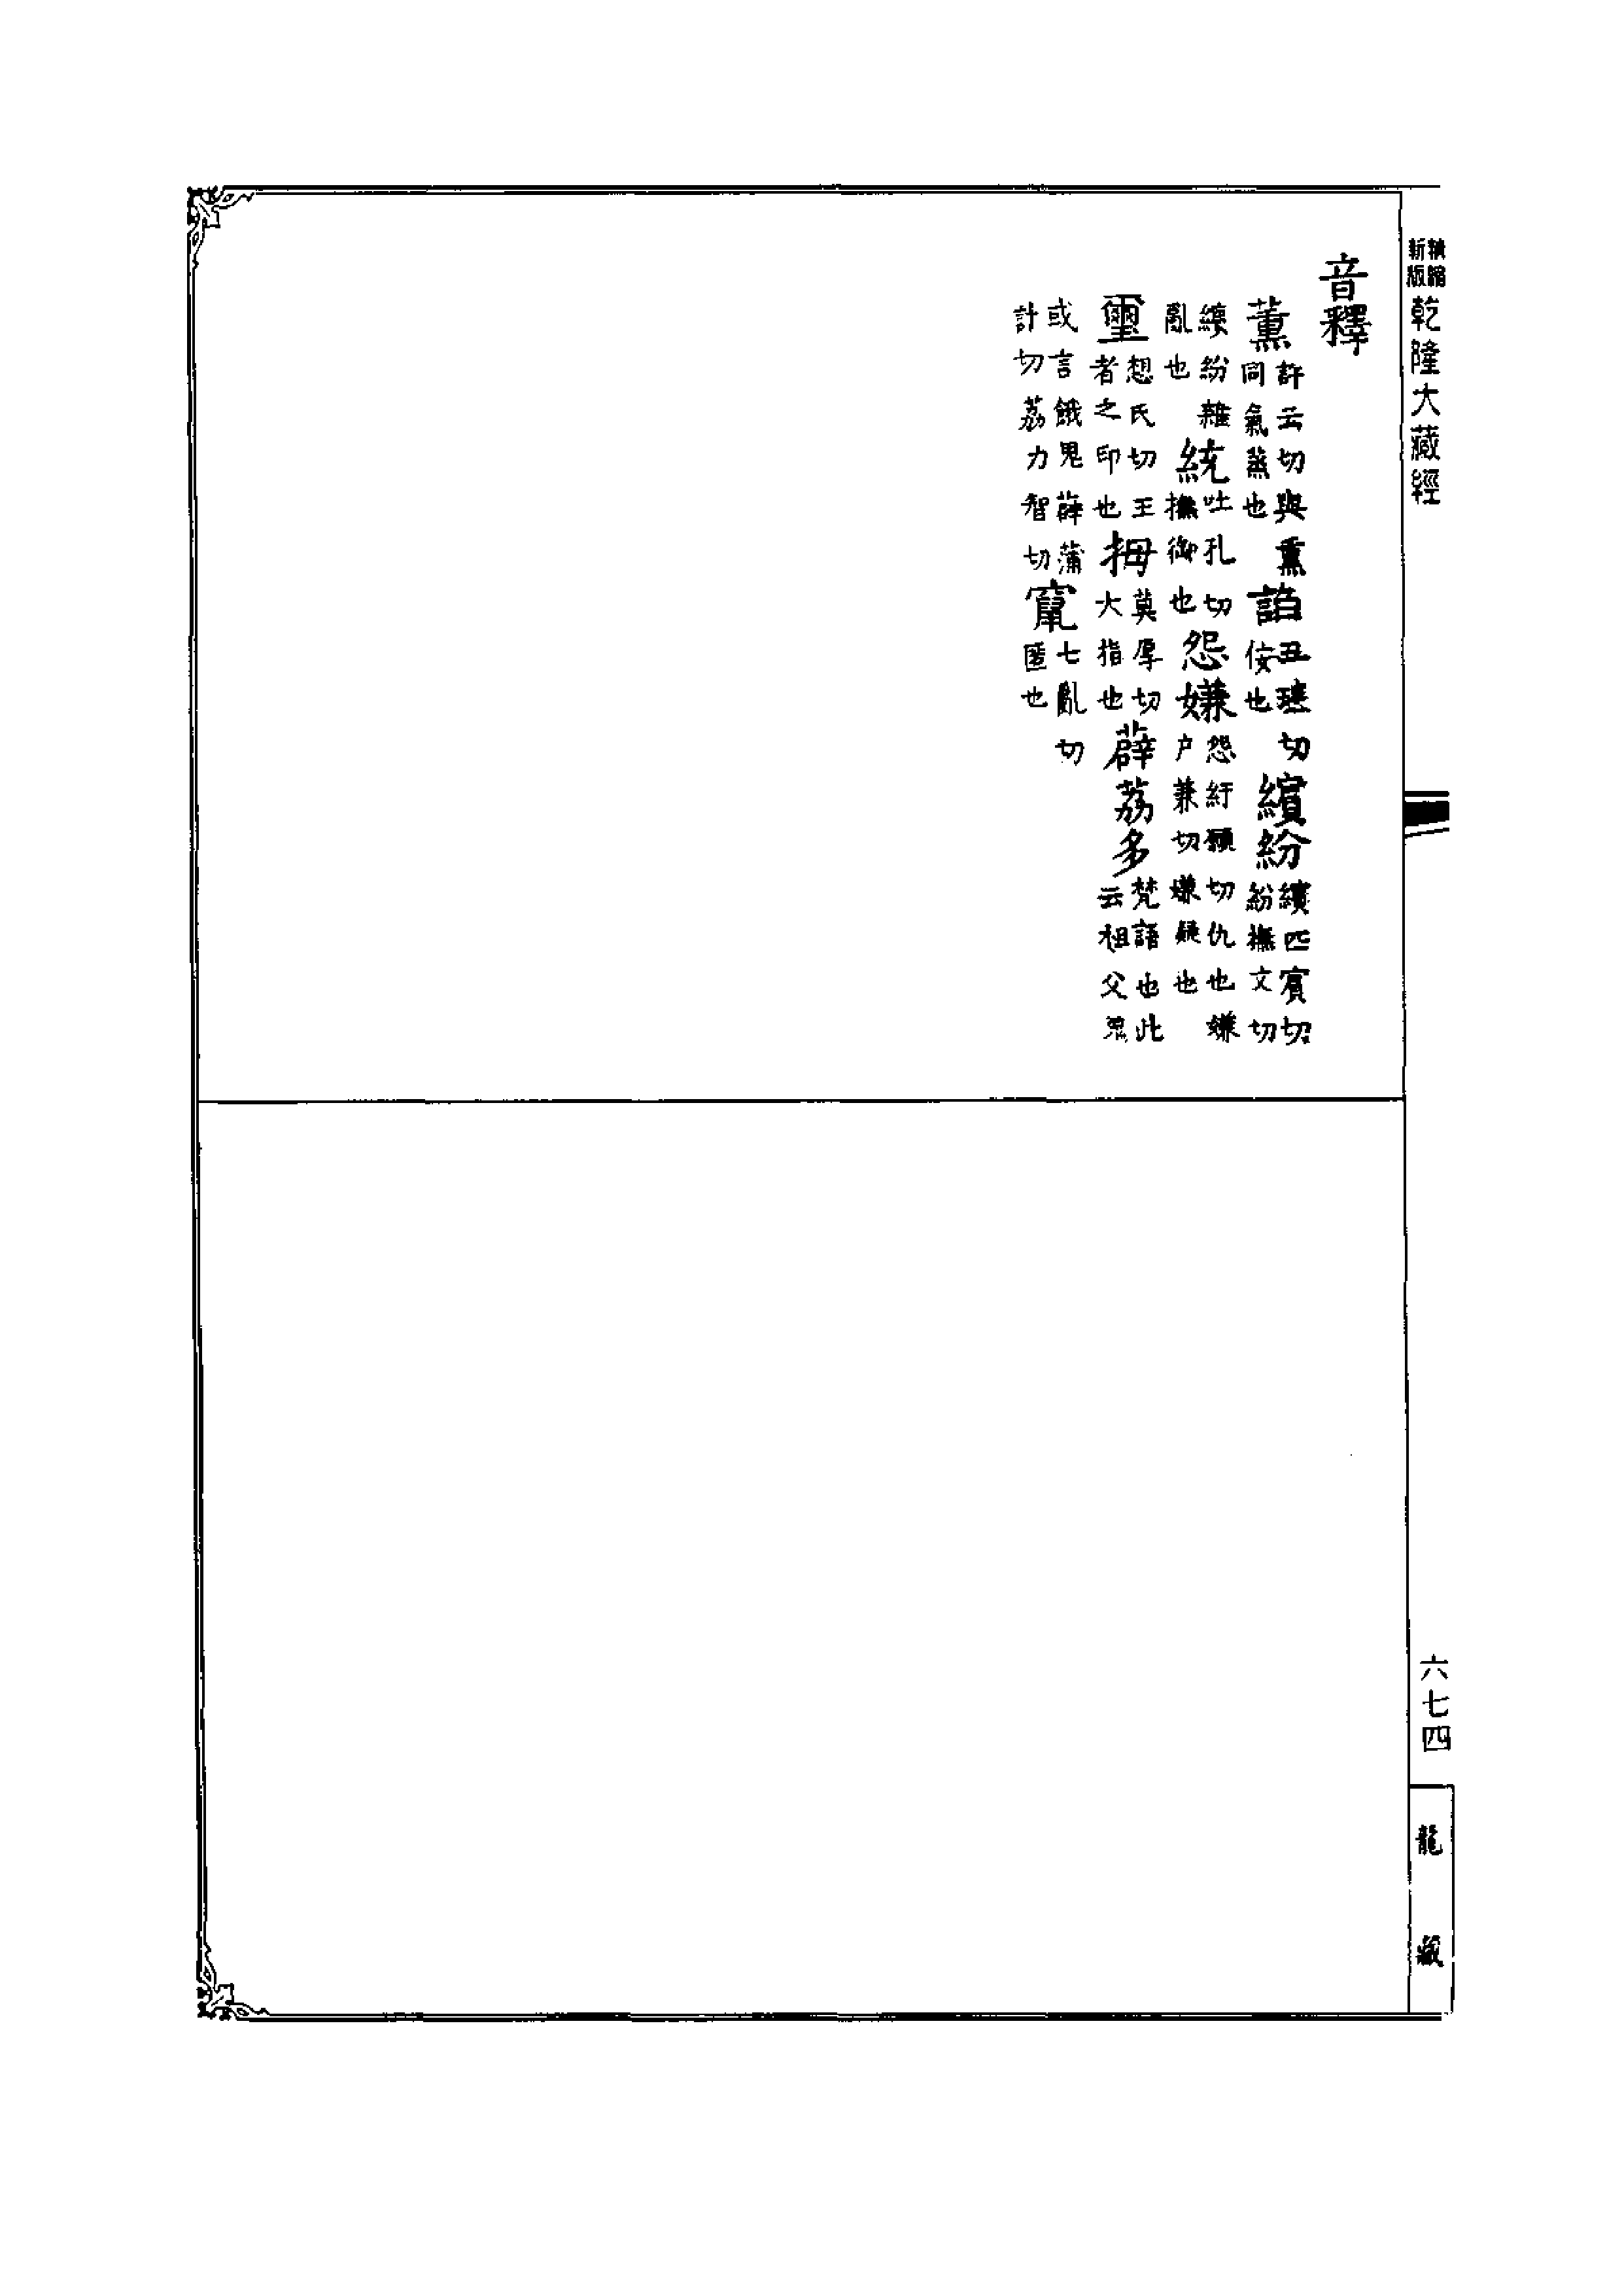 新版
精縮
乾隆大藏經
音釋
薰許云切與熏同氣蒸也 諂丑琰切佞也 繽紛繽匹賓切紛撫文切
繽紛雜亂也 統吐孔切撫御也 怨嫌怨紆願切仇也嫌戶兼切嫌疑也
璽想氏切王者之印也 拇莫厚切大指也 薜荔多梵語也此云祖父鬼
或言餓鬼薜蒲計切荔力智切 竄七亂切匿也
六七四
龍藏